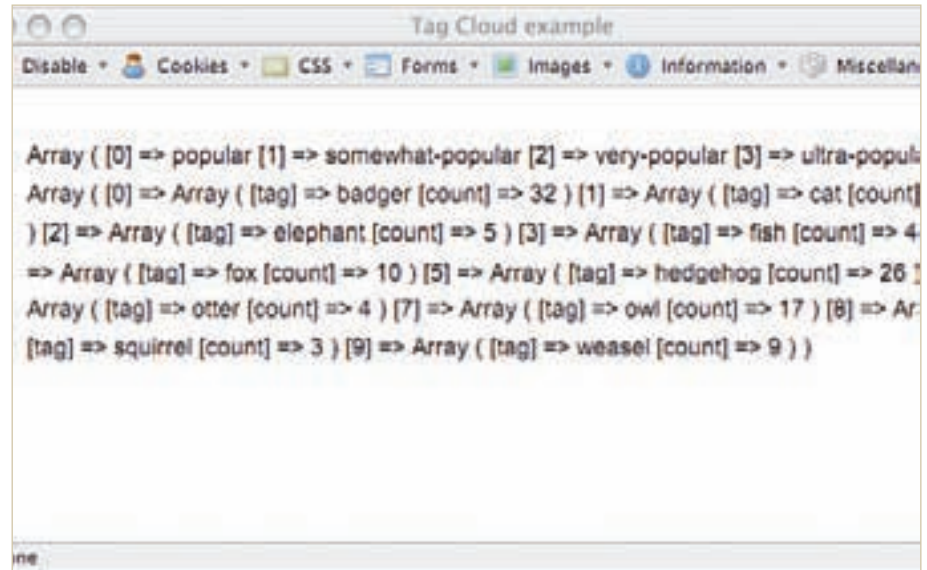 Tag Cloud example
Disable Cookies CSS Forms Images Information Miscellan
Array ( [0] => popular [1] => somewhat-popular [2] => very-popular [3] => ultra-popula
Array ( [0] => Array ( [tag] => badger [count] => 32 ) [1] => Array ( [tag] => cat [count]
) [2] => Array ( [tag] => elephant [count] => 5 ) [3] => Array ( [tag] => fish [count] => 4
=> Array ( [tag] => fox [count] => 10 ) [5] => Array ( [tag] => hedgehog [count] => 26 )
Array ( [tag] => otter [count] => 4 ) [7] => Array ( [tag] => owl [count] => 17 ) [8] => Ar
[tag] => squirrel [count] => 3 ) [9] => Array ( [tag] => weasel [count] => 9 ) )
ne